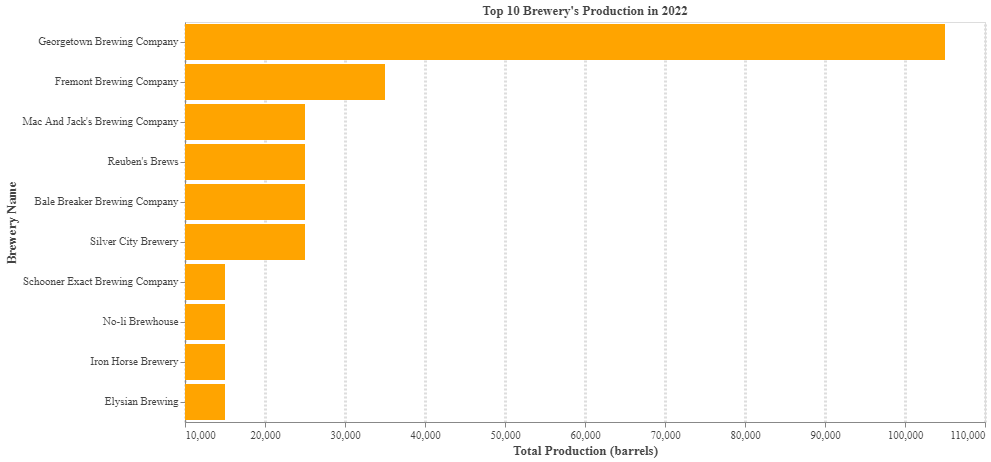 Top 10 Brewery's Production in 2022
Georgetown Brewing Company
Fremont Brewing Company
Mac And Jack's Brewing Company
Reuben's Brews
Bale Breaker Brewing Company
Silver City Brewery
Schooner Exact Brewing Company
No-li Brewhouse
Iron Horse Brewery
Elysian Brewing
Brewery Name
10,000 20,000 30,000 40,000 50,000 60,000 70,000 80,000 90,000 100,000 110,000
Total Production (barrels)